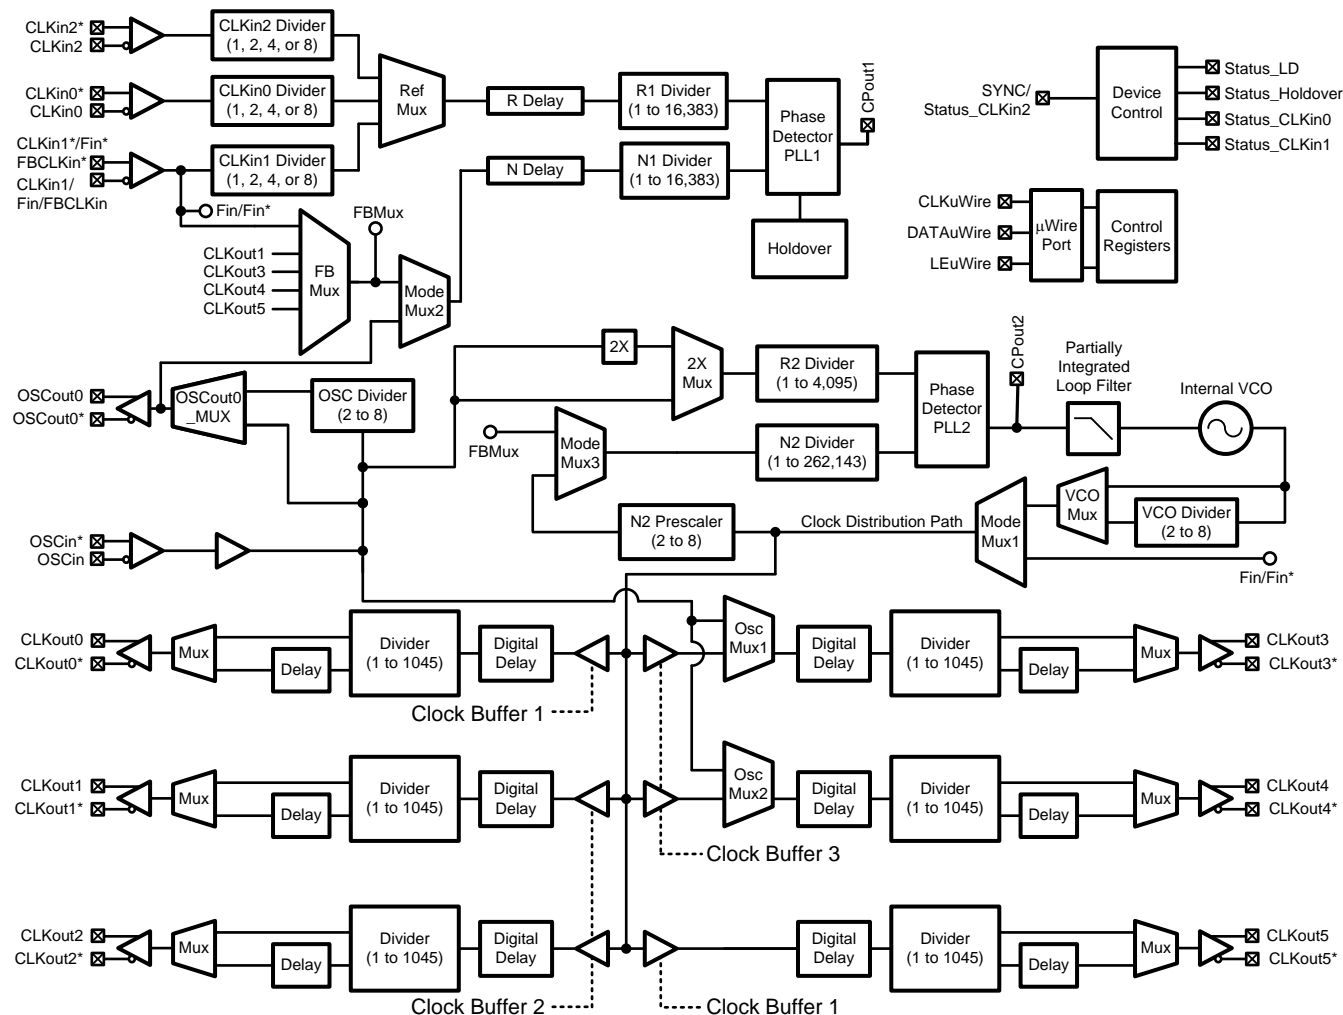 CLKin2*
CLKin2
CLKin2 Divider
(1, 2, 4, or 8)
CLKin0*
CLKin0
CLKin0 Divider
(1, 2, 4, or 8)
CLKin1*/Fin*
FBCLKin*
CLKin1/
Fin/FBCLKin
CLKin1 Divider
(1, 2, 4, or 8)
Fin/Fin*
Ref
Mux
R Delay
R1 Divider
(1 to 16,383)
N Delay
N1 Divider
(1 to 16,383)
Phase
Detector
PLL1
CPout1
Holdover
SYNC/
Status_CLKin2
Device
Control
Status_LD
Status_Holdover
Status_CLKin0
Status_CLKin1
CLKuWire
DATAuWire
LEuWire
µWire
Port
Control
Registers
FBMux
CLKout1
CLKout3
CLKout4
CLKout5
FB
Mux
Mode
Mux2
OSCout0
OSCout0*
OSCout0
_MUX
OSC Divider
(2 to 8)
2X
2X
Mux
R2 Divider
(1 to 4,095)
FBMux
Mode
Mux3
N2 Divider
(1 to 262,143)
Phase
Detector
PLL2
CPout2
Partially
Integrated
Loop Filter
Internal VCO
OSCin*
OSCin
N2 Prescaler
(2 to 8)
Clock Distribution Path
Mode
Mux1
VCO
Mux
VCO Divider
(2 to 8)
Fin/Fin*
CLKout0
CLKout0*
Mux
Delay
Divider
(1 to 1045)
Digital
Delay
Osc
Mux1
Digital
Delay
Divider
(1 to 1045)
Delay
Mux
CLKout3
CLKout3*
Clock Buffer 1
CLKout1
CLKout1*
Mux
Delay
Divider
(1 to 1045)
Digital
Delay
Osc
Mux2
Digital
Delay
Divider
(1 to 1045)
Delay
Mux
CLKout4
CLKout4*
Clock Buffer 3
CLKout2
CLKout2*
Mux
Delay
Divider
(1 to 1045)
Digital
Delay
Digital
Delay
Divider
(1 to 1045)
Delay
Mux
CLKout5
CLKout5*
Clock Buffer 2
Clock Buffer 1